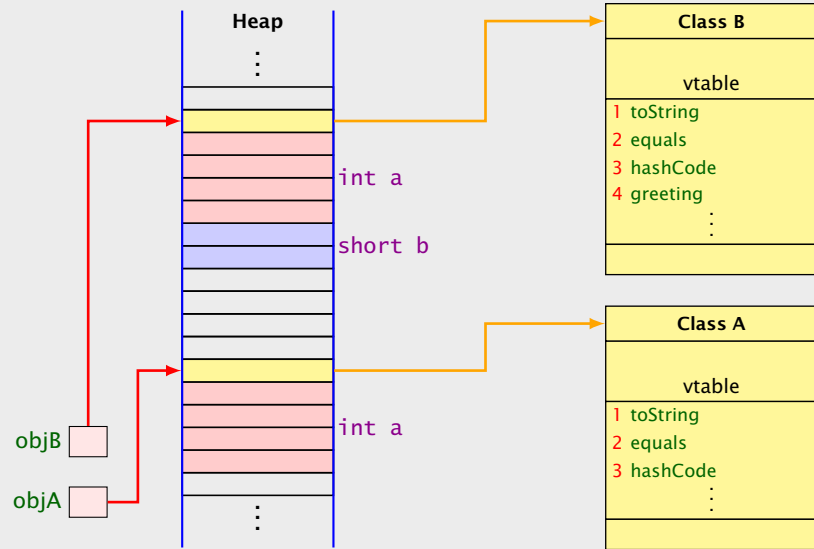 Heap
⋮
int a
short b
int a
⋮
objB
objA
Class B
vtable
1 toString
2 equals
3 hashCode
4 greeting
⋮
Class A
vtable
1 toString
2 equals
3 hashCode
⋮